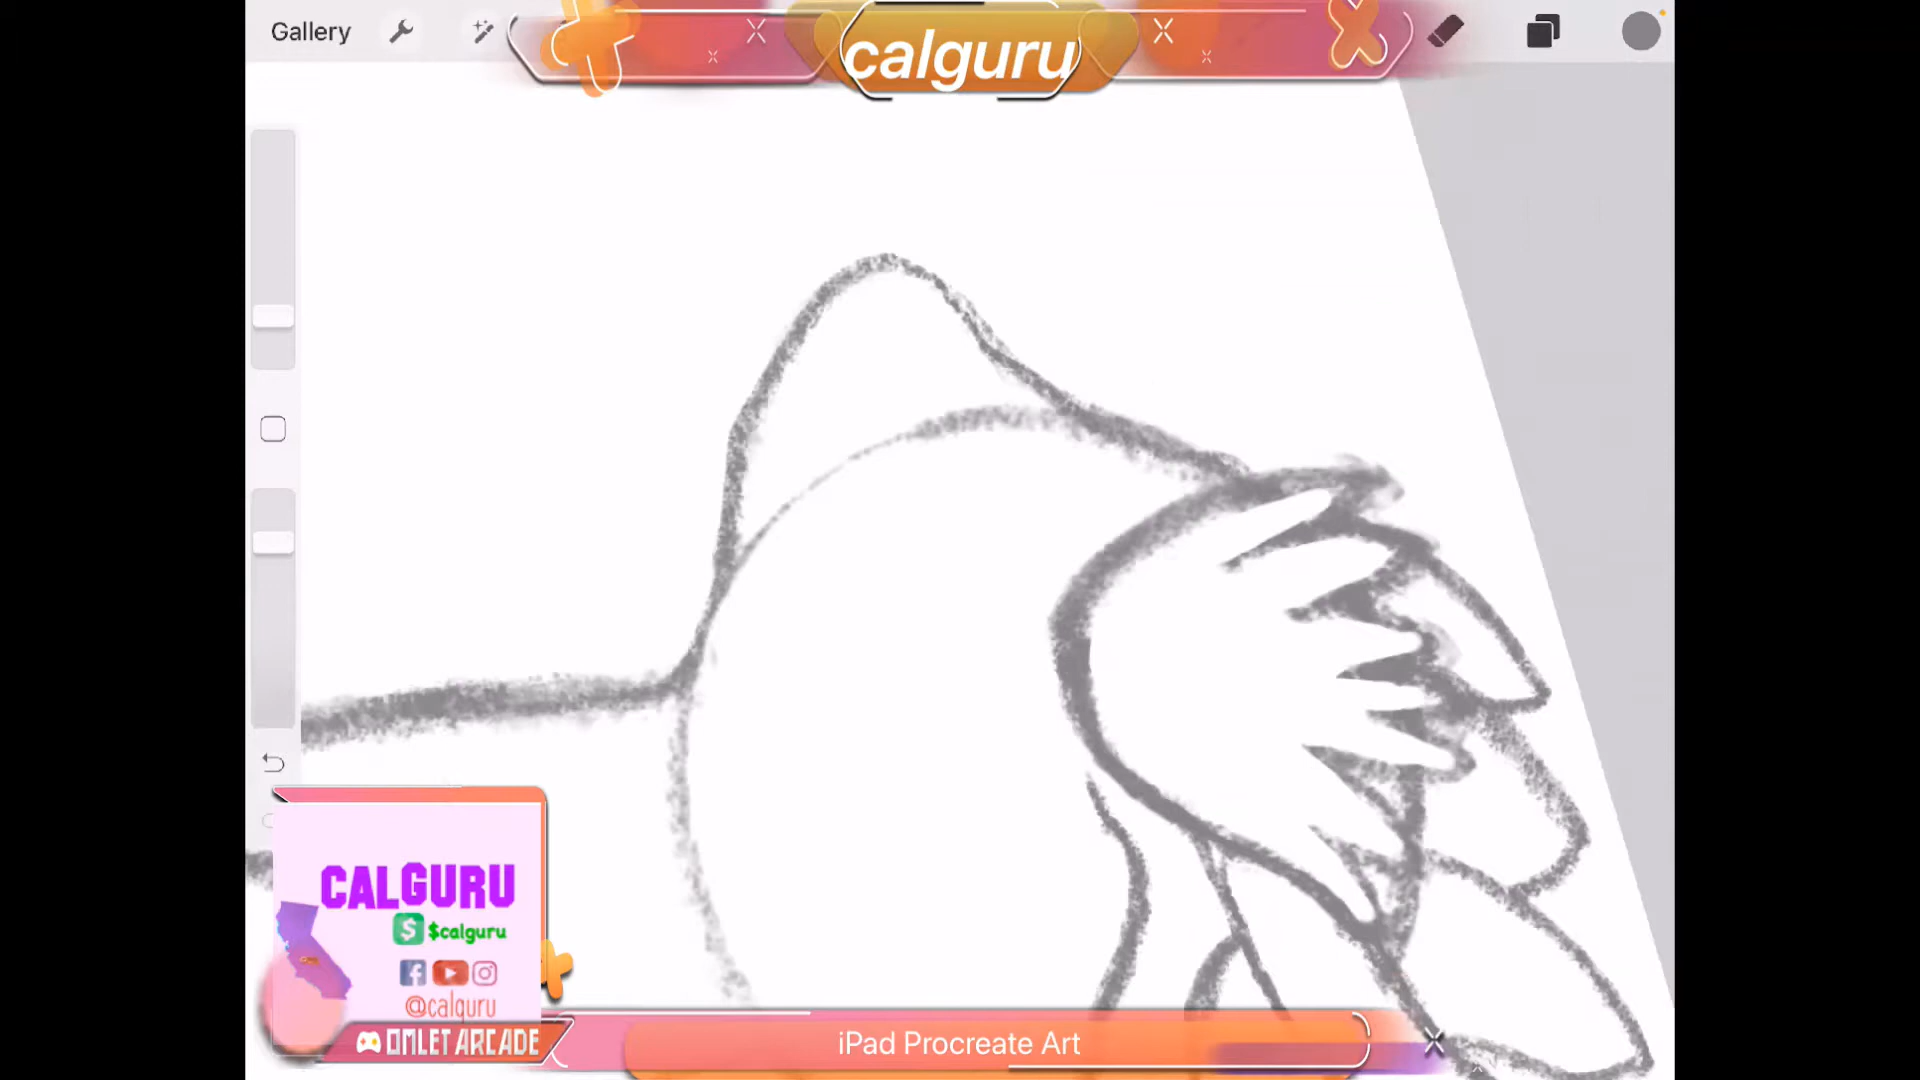 Gallery
calguru
CALGURU
$ $calguru
@calguru
OMLET ARCADE
iPad Procreate Art